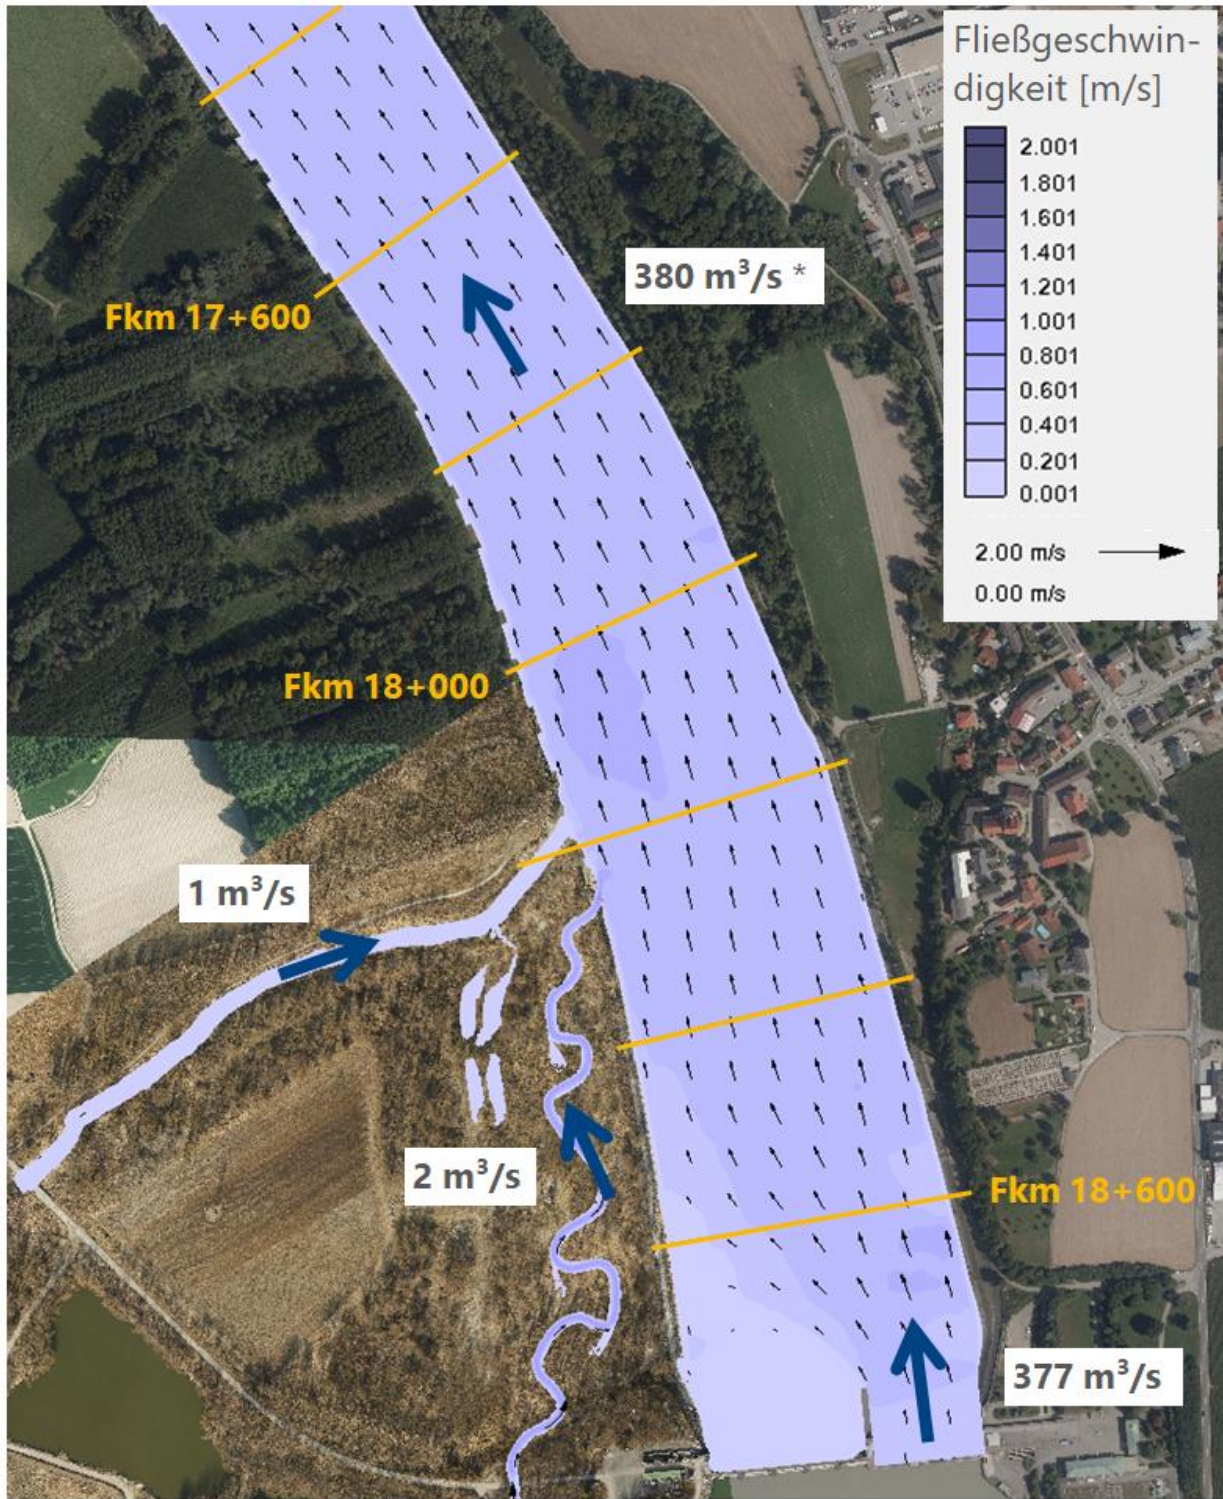 Fließgeschwin-
digkeit [m/s]
2.001
1.801
1.601
1.401
1.201
1.001
0.801
0.601
0.401
0.201
0.001
2.00 m/s
0.00 m/s
380 m³/s *
Fkm 17+600
Fkm 18+000
1 m³/s
2 m³/s
Fkm 18+600
377 m³/s